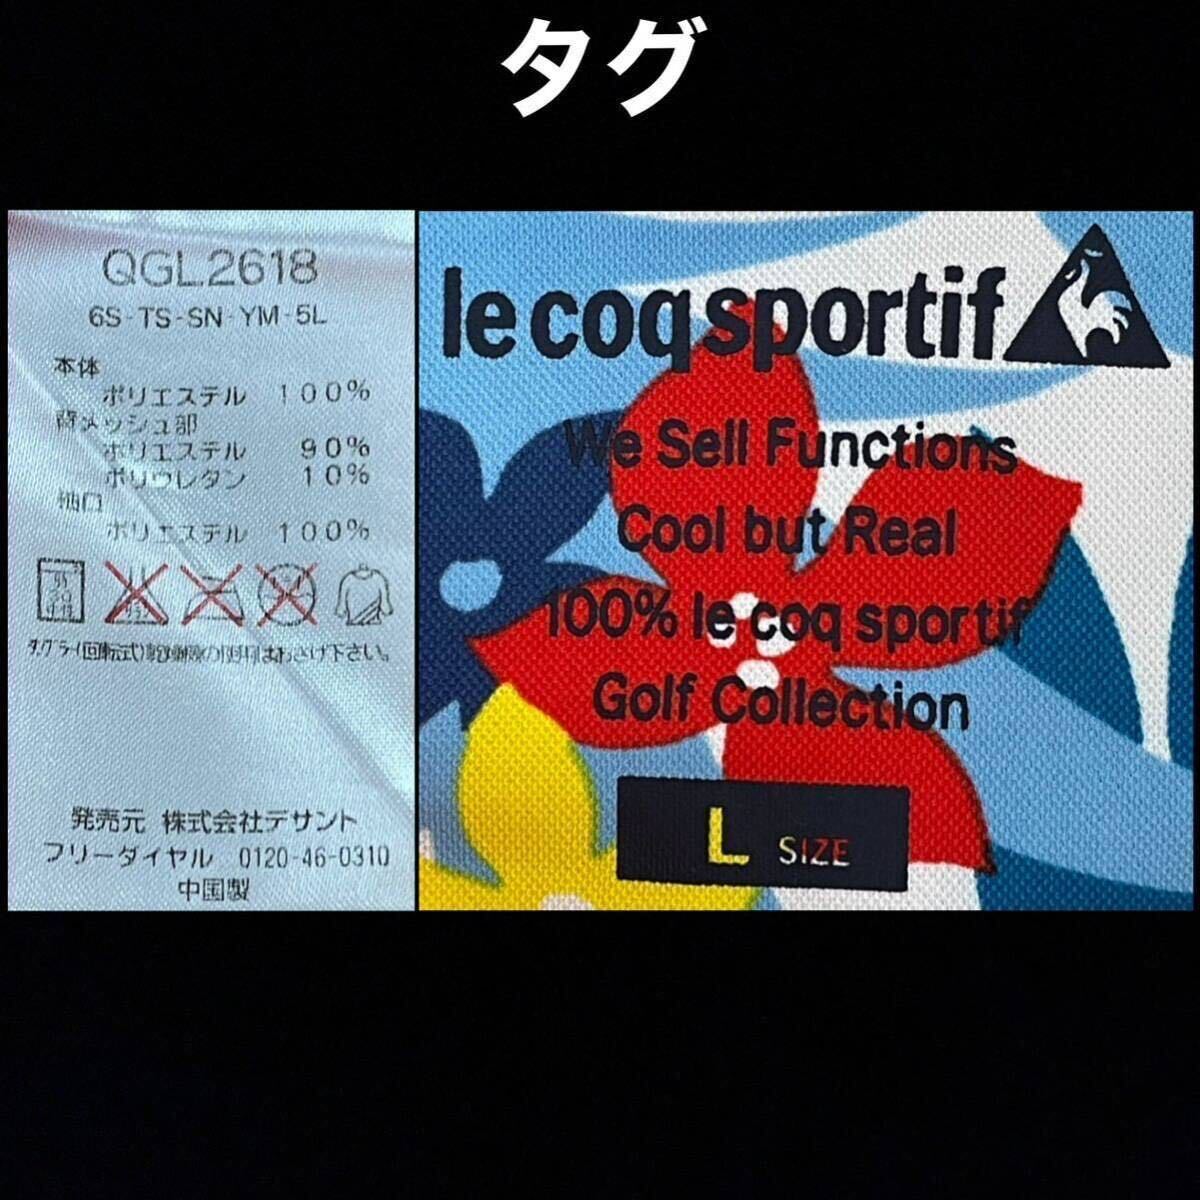 タグ
QGL2618
6S-TS-SN-YM-5L
本体
ポリエステル 100%
背メッシュ部
ポリエステル 90%
ポリウレタン 10%
袖口
ポリエステル 100%
タンブラー(回転式)乾燥機の使用はおさけ下さい。
発売元 株式会社デサント
フリーダイヤル 0120-46-0310
中国製
le coq sportif
We Sell Functions
Cool but Real
100% le coq sportif
Golf Collection
L SIZE